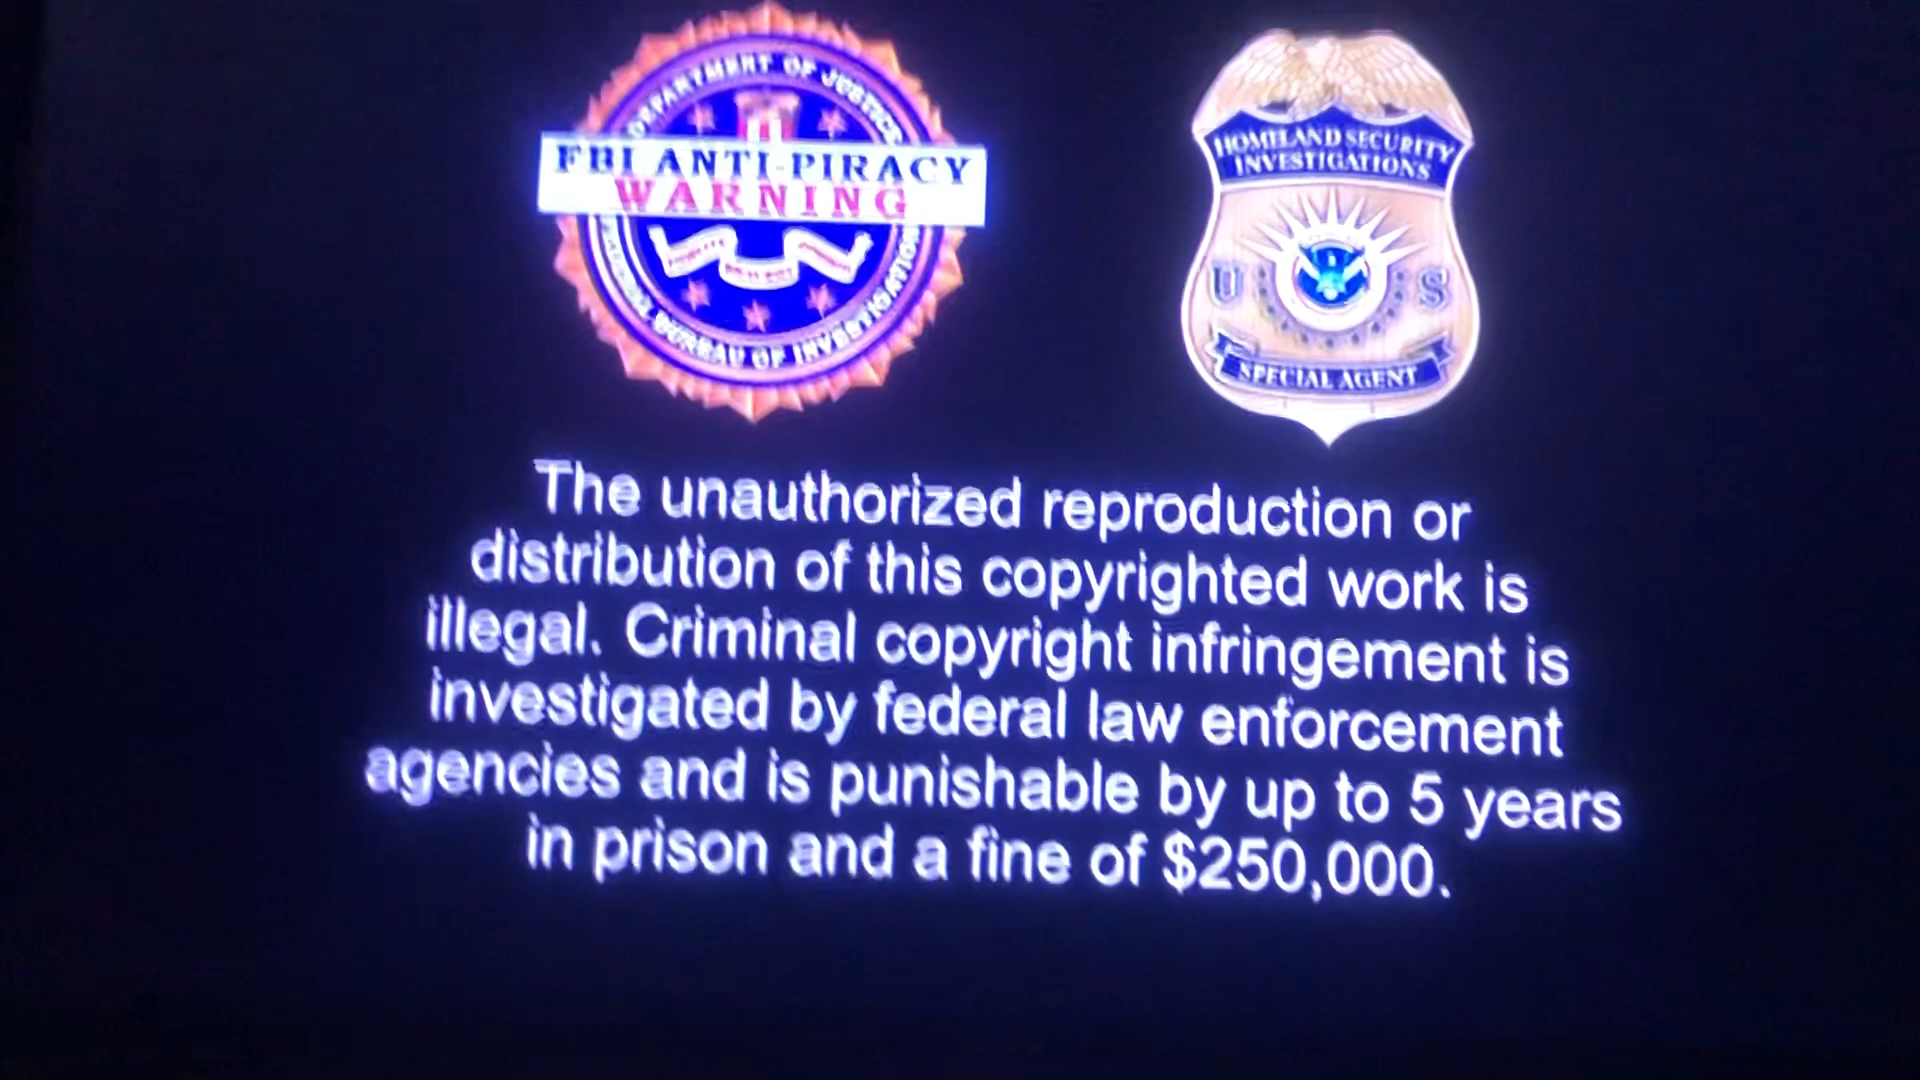 DEPARTMENT OF JUSTICE
FBI ANTI-PIRACY
WARNING
BUREAU OF INVESTIGATION
HOMELAND SECURITY
INVESTIGATIONS
U S
SPECIAL AGENT
The unauthorized reproduction or
distribution of this copyrighted work is
illegal. Criminal copyright infringement is
investigated by federal law enforcement
agencies and is punishable by up to 5 years
in prison and a fine of $250,000.